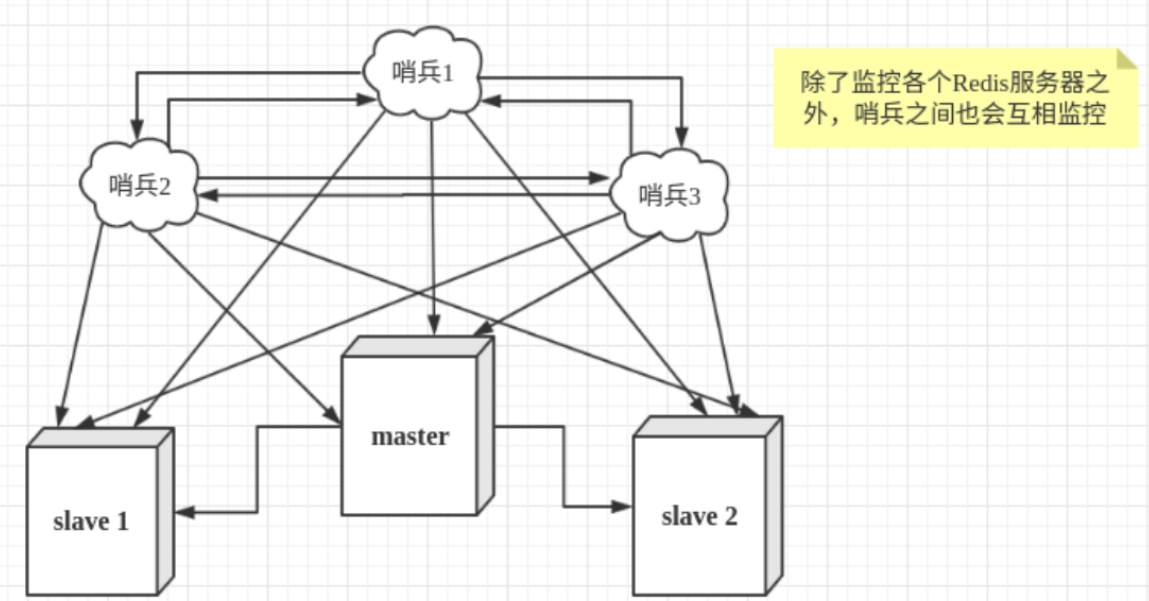 哨兵1
除了监控各个Redis服务器之
外，哨兵之间也会互相监控
哨兵2
哨兵3
master
slave 1
slave 2